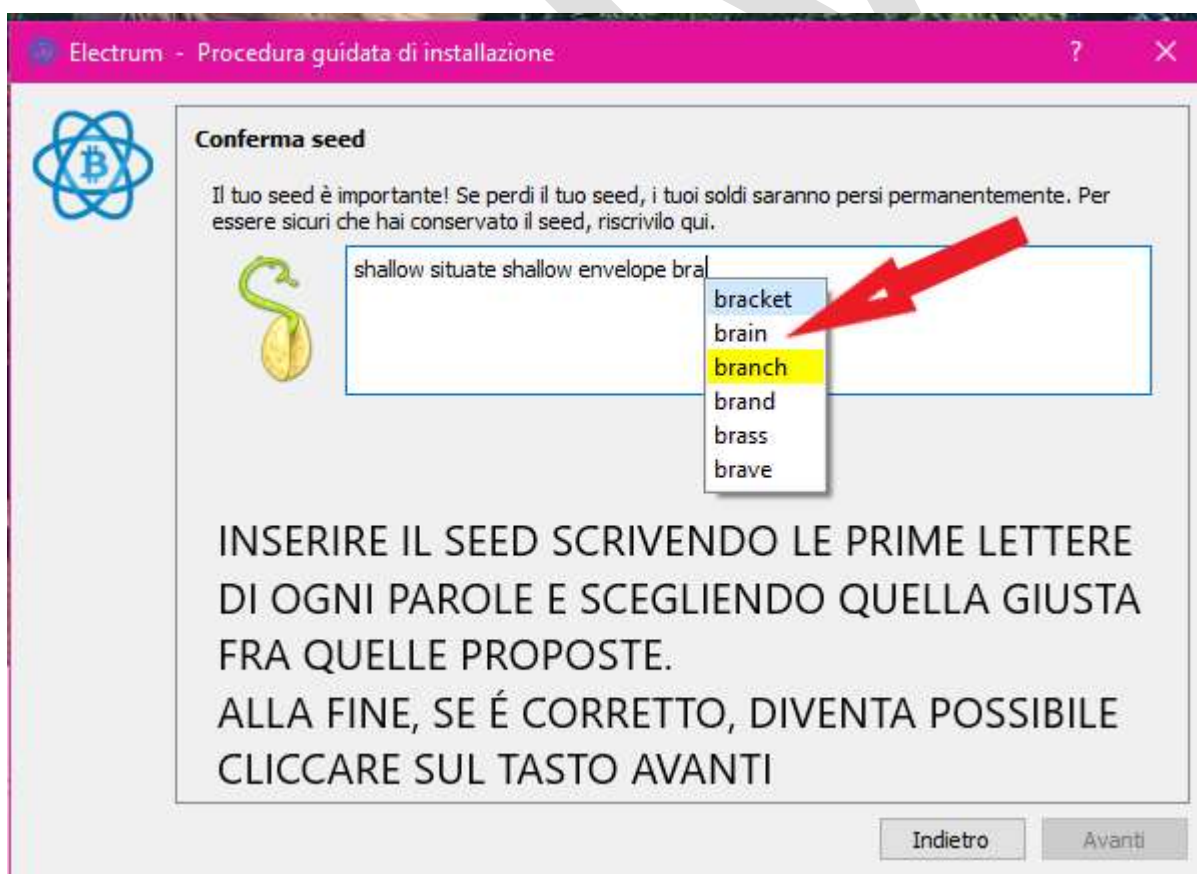 Electrum - Procedura guidata di installazione
Conferma seed
Il tuo seed è importante! Se perdi il tuo seed, i tuoi soldi saranno persi permanentemente. Per
essere sicuri che hai conservato il seed, riscrivilo qui.
shallow situate shallow envelope bra
bracket
brain
branch
brand
brass
brave
INSERIRE IL SEED SCRIVENDO LE PRIME LETTERE
DI OGNI PAROLE E SCEGLIENDO QUELLA GIUSTA
FRA QUELLE PROPOSTE.
ALLA FINE, SE É CORRETTO, DIVENTA POSSIBILE
CLICCARE SUL TASTO AVANTI
Indietro Avanti